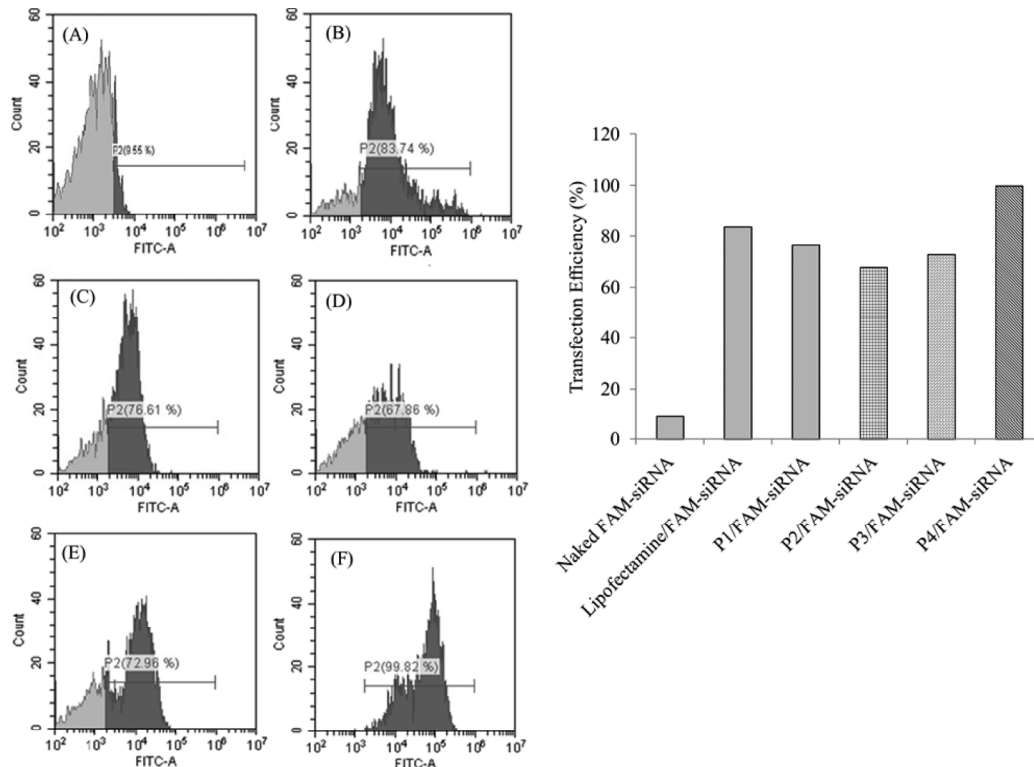 (A)
60
40
20
0
Count
P2(9.55 %)
10² 10³ 10⁴ 10⁵ 10⁶ 10⁷
FITC-A
(B)
60
40
20
0
Count
P2(83.74 %)
10² 10³ 10⁴ 10⁵ 10⁶ 10⁷
FITC-A
(C)
60
40
20
0
Count
P2(76.61 %)
10² 10³ 10⁴ 10⁵ 10⁶ 10⁷
FITC-A
(D)
60
40
20
0
Count
P2(67.86 %)
10² 10³ 10⁴ 10⁵ 10⁶ 10⁷
FITC-A
(E)
60
40
20
0
Count
P2(72.96 %)
10² 10³ 10⁴ 10⁵ 10⁶ 10⁷
FITC-A
(F)
60
40
20
0
Count
P2(99.82 %)
10² 10³ 10⁴ 10⁵ 10⁶ 10⁷
FITC-A
Transfection Efficiency (%)
120
100
80
60
40
20
0
Naked FAM-siRNA
Lipofectamine/FAM-siRNA
P1/FAM-siRNA
P2/FAM-siRNA
P3/FAM-siRNA
P4/FAM-siRNA